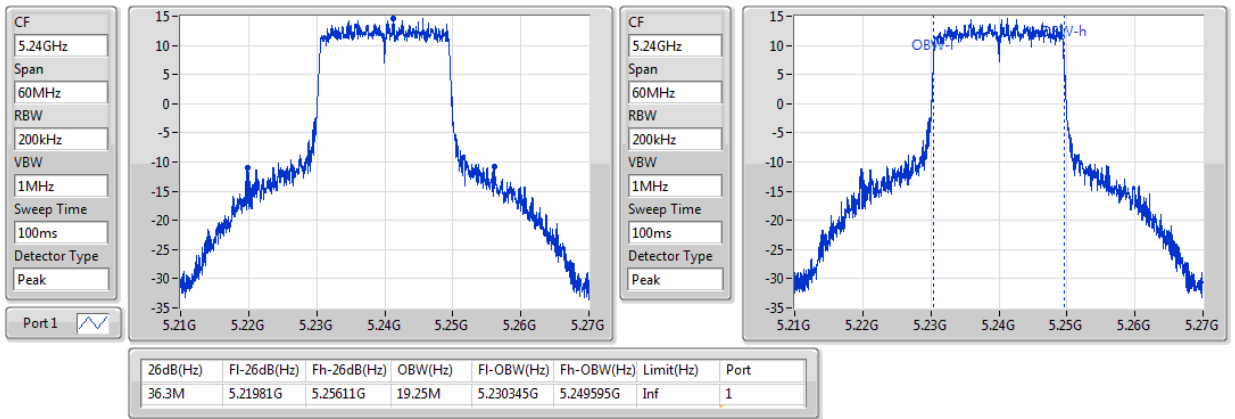 CF
5.24GHz
Span
60MHz
RBW
200kHz
VBW
1MHz
Sweep Time
100ms
Detector Type
Peak
Port 1
15
10
5
0
-5
-10
-15
-20
-25
-30
-35
5.21G 5.22G 5.23G 5.24G 5.25G 5.26G 5.27G
CF
5.24GHz
Span
60MHz
RBW
200kHz
VBW
1MHz
Sweep Time
100ms
Detector Type
Peak
15
10
5
0
-5
-10
-15
-20
-25
-30
-35
5.21G 5.22G 5.23G 5.24G 5.25G 5.26G 5.27G
26dB(Hz) Fl-26dB(Hz) Fh-26dB(Hz) OBW(Hz) Fl-OBW(Hz) Fh-OBW(Hz) Limit(Hz) Port
36.3M 5.21981G 5.25611G 19.25M 5.230345G 5.249595G Inf 1